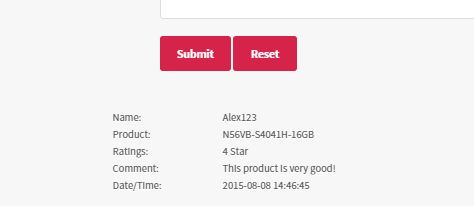 Submit Reset
Name: Alex123
Product: N56VB-S4041H-16GB
Ratings: 4 Star
Comment: This product is very good!
Date/Time: 2015-08-08 14:46:45